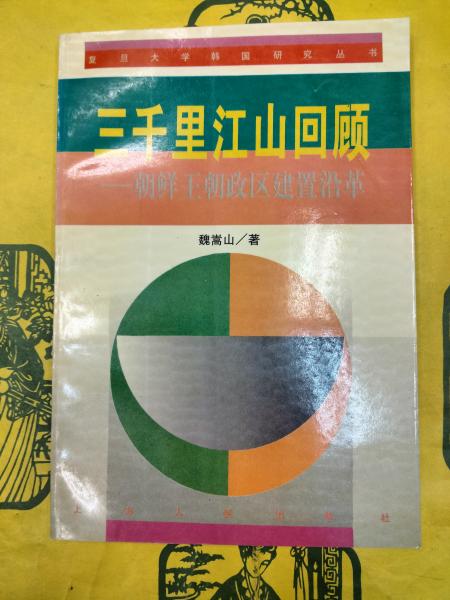 复旦大学韩国研究丛书
三千里江山回顾
——朝鲜王朝政区建置沿革
魏嵩山／著
上海人民出版社